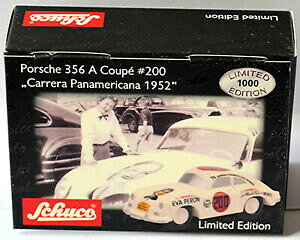 Schuco
Limited Edition
Porsche 356 A Coupé #200
„Carrera Panamericana 1952“
LIMITED
1000
EDITION
EVA PERON
200
Schuco
Limited Edition